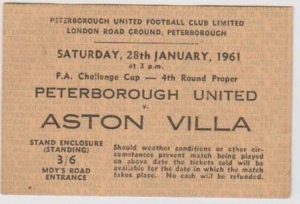 PETERBOROUGH UNITED FOOTBALL CLUB LIMITED
LONDON ROAD GROUND, PETERBOROUGH
SATURDAY, 28th JANUARY, 1961
at 3 p.m.
F.A. Challenge Cup — 4th Round Proper
PETERBOROUGH UNITED
v.
ASTON VILLA
STAND ENCLOSURE
(STANDING)
3/6
MOY'S ROAD
ENTRANCE
Should weather conditions or other cir-
cumstances prevent match being played
on above date the tickets sold will be
available for the date in which the match
takes place. No cash will be refunded.